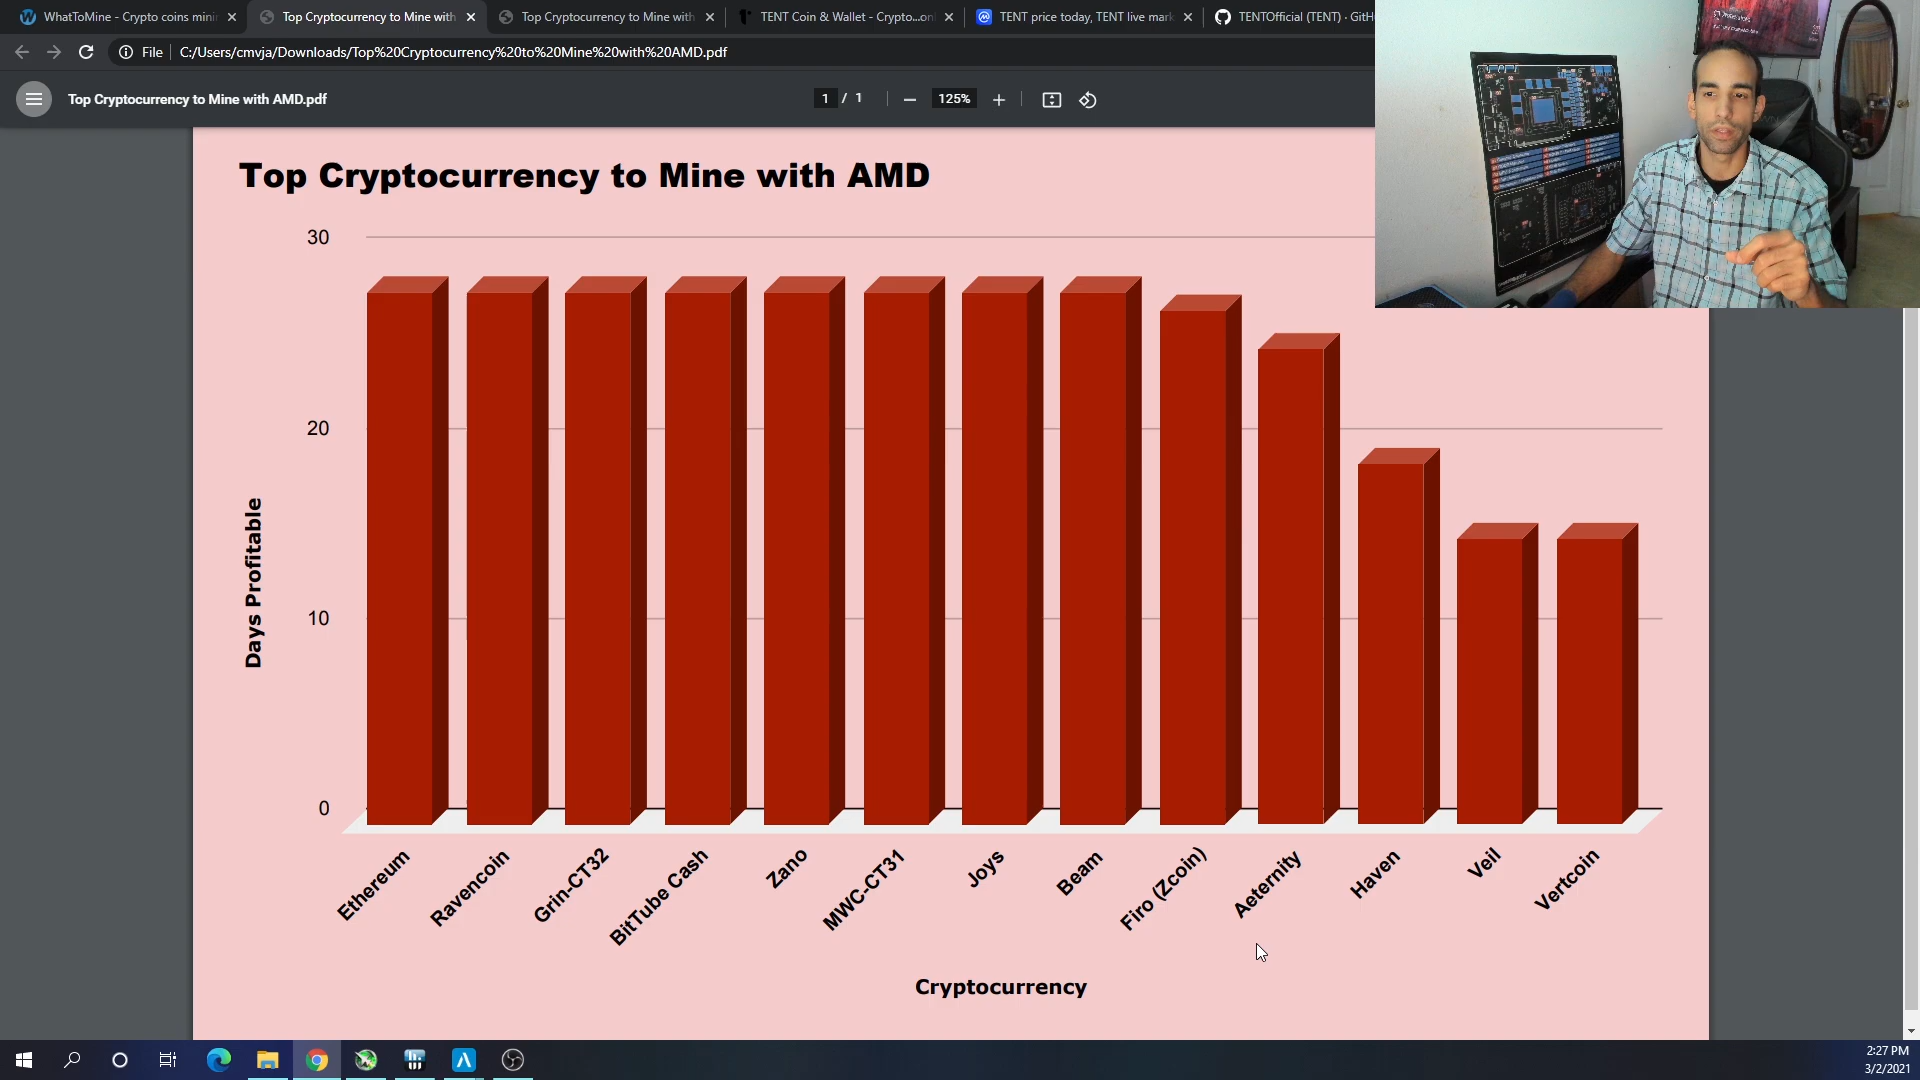 WhatToMine - Crypto coins minin
Top Cryptocurrency to Mine with
Top Cryptocurrency to Mine with
TENT Coin & Wallet - Crypto...onl
TENT price today, TENT live mark
TENTOfficial (TENT) · GitH
File
C:/Users/cmvja/Downloads/Top%20Cryptocurrency%20to%20Mine%20with%20AMD.pdf
Top Cryptocurrency to Mine with AMD.pdf
1 / 1
125%
Top Cryptocurrency to Mine with AMD
30
20
10
0
Days Profitable
Ethereum
Ravencoin
Grin-CT32
BitTube Cash
Zano
MWC-CT31
Joys
Beam
Firo (Zcoin)
Aeternity
Haven
Veil
Vertcoin
Cryptocurrency
2:27 PM
3/2/2021